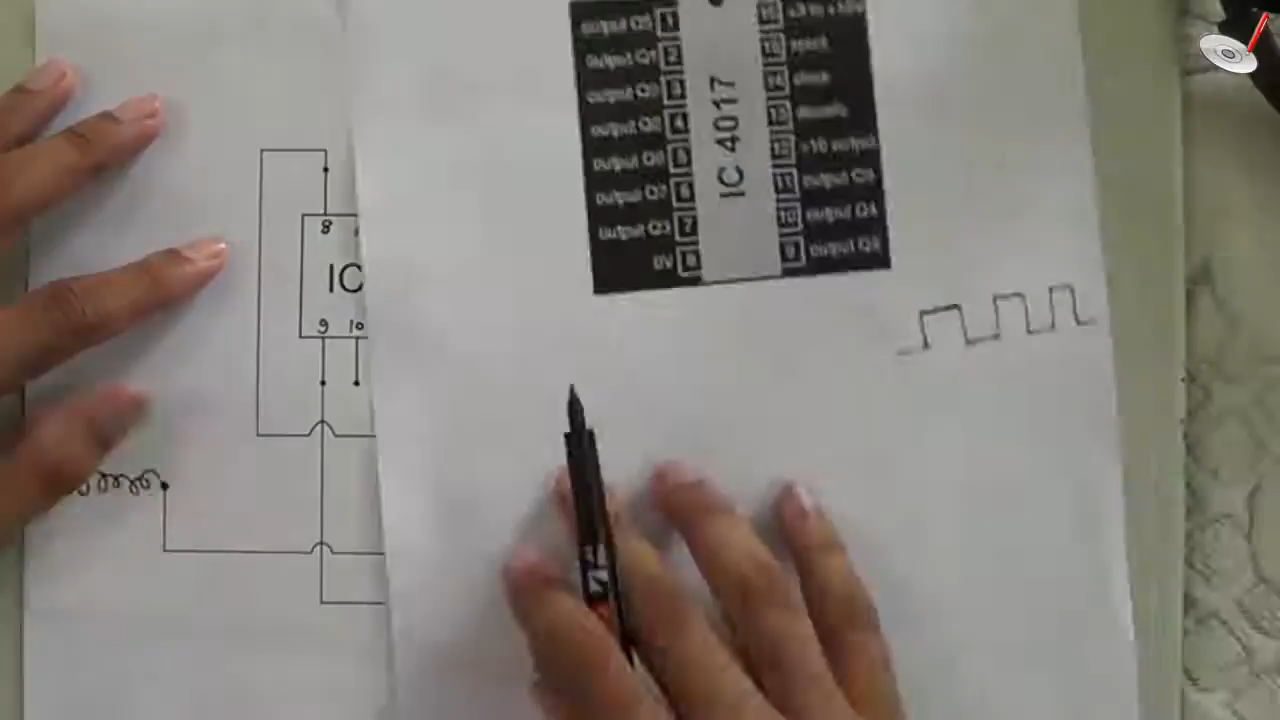 output Q5 1
output Q1 2
output Q0 3
output Q2 4
output Q6 5
output Q7 6
output Q3 7
0V 8
IC 4017
16
15 reset
14 clock
13
12 ÷10 output
11 output Q9
10 output Q4
9 output Q8
8
IC
9 10